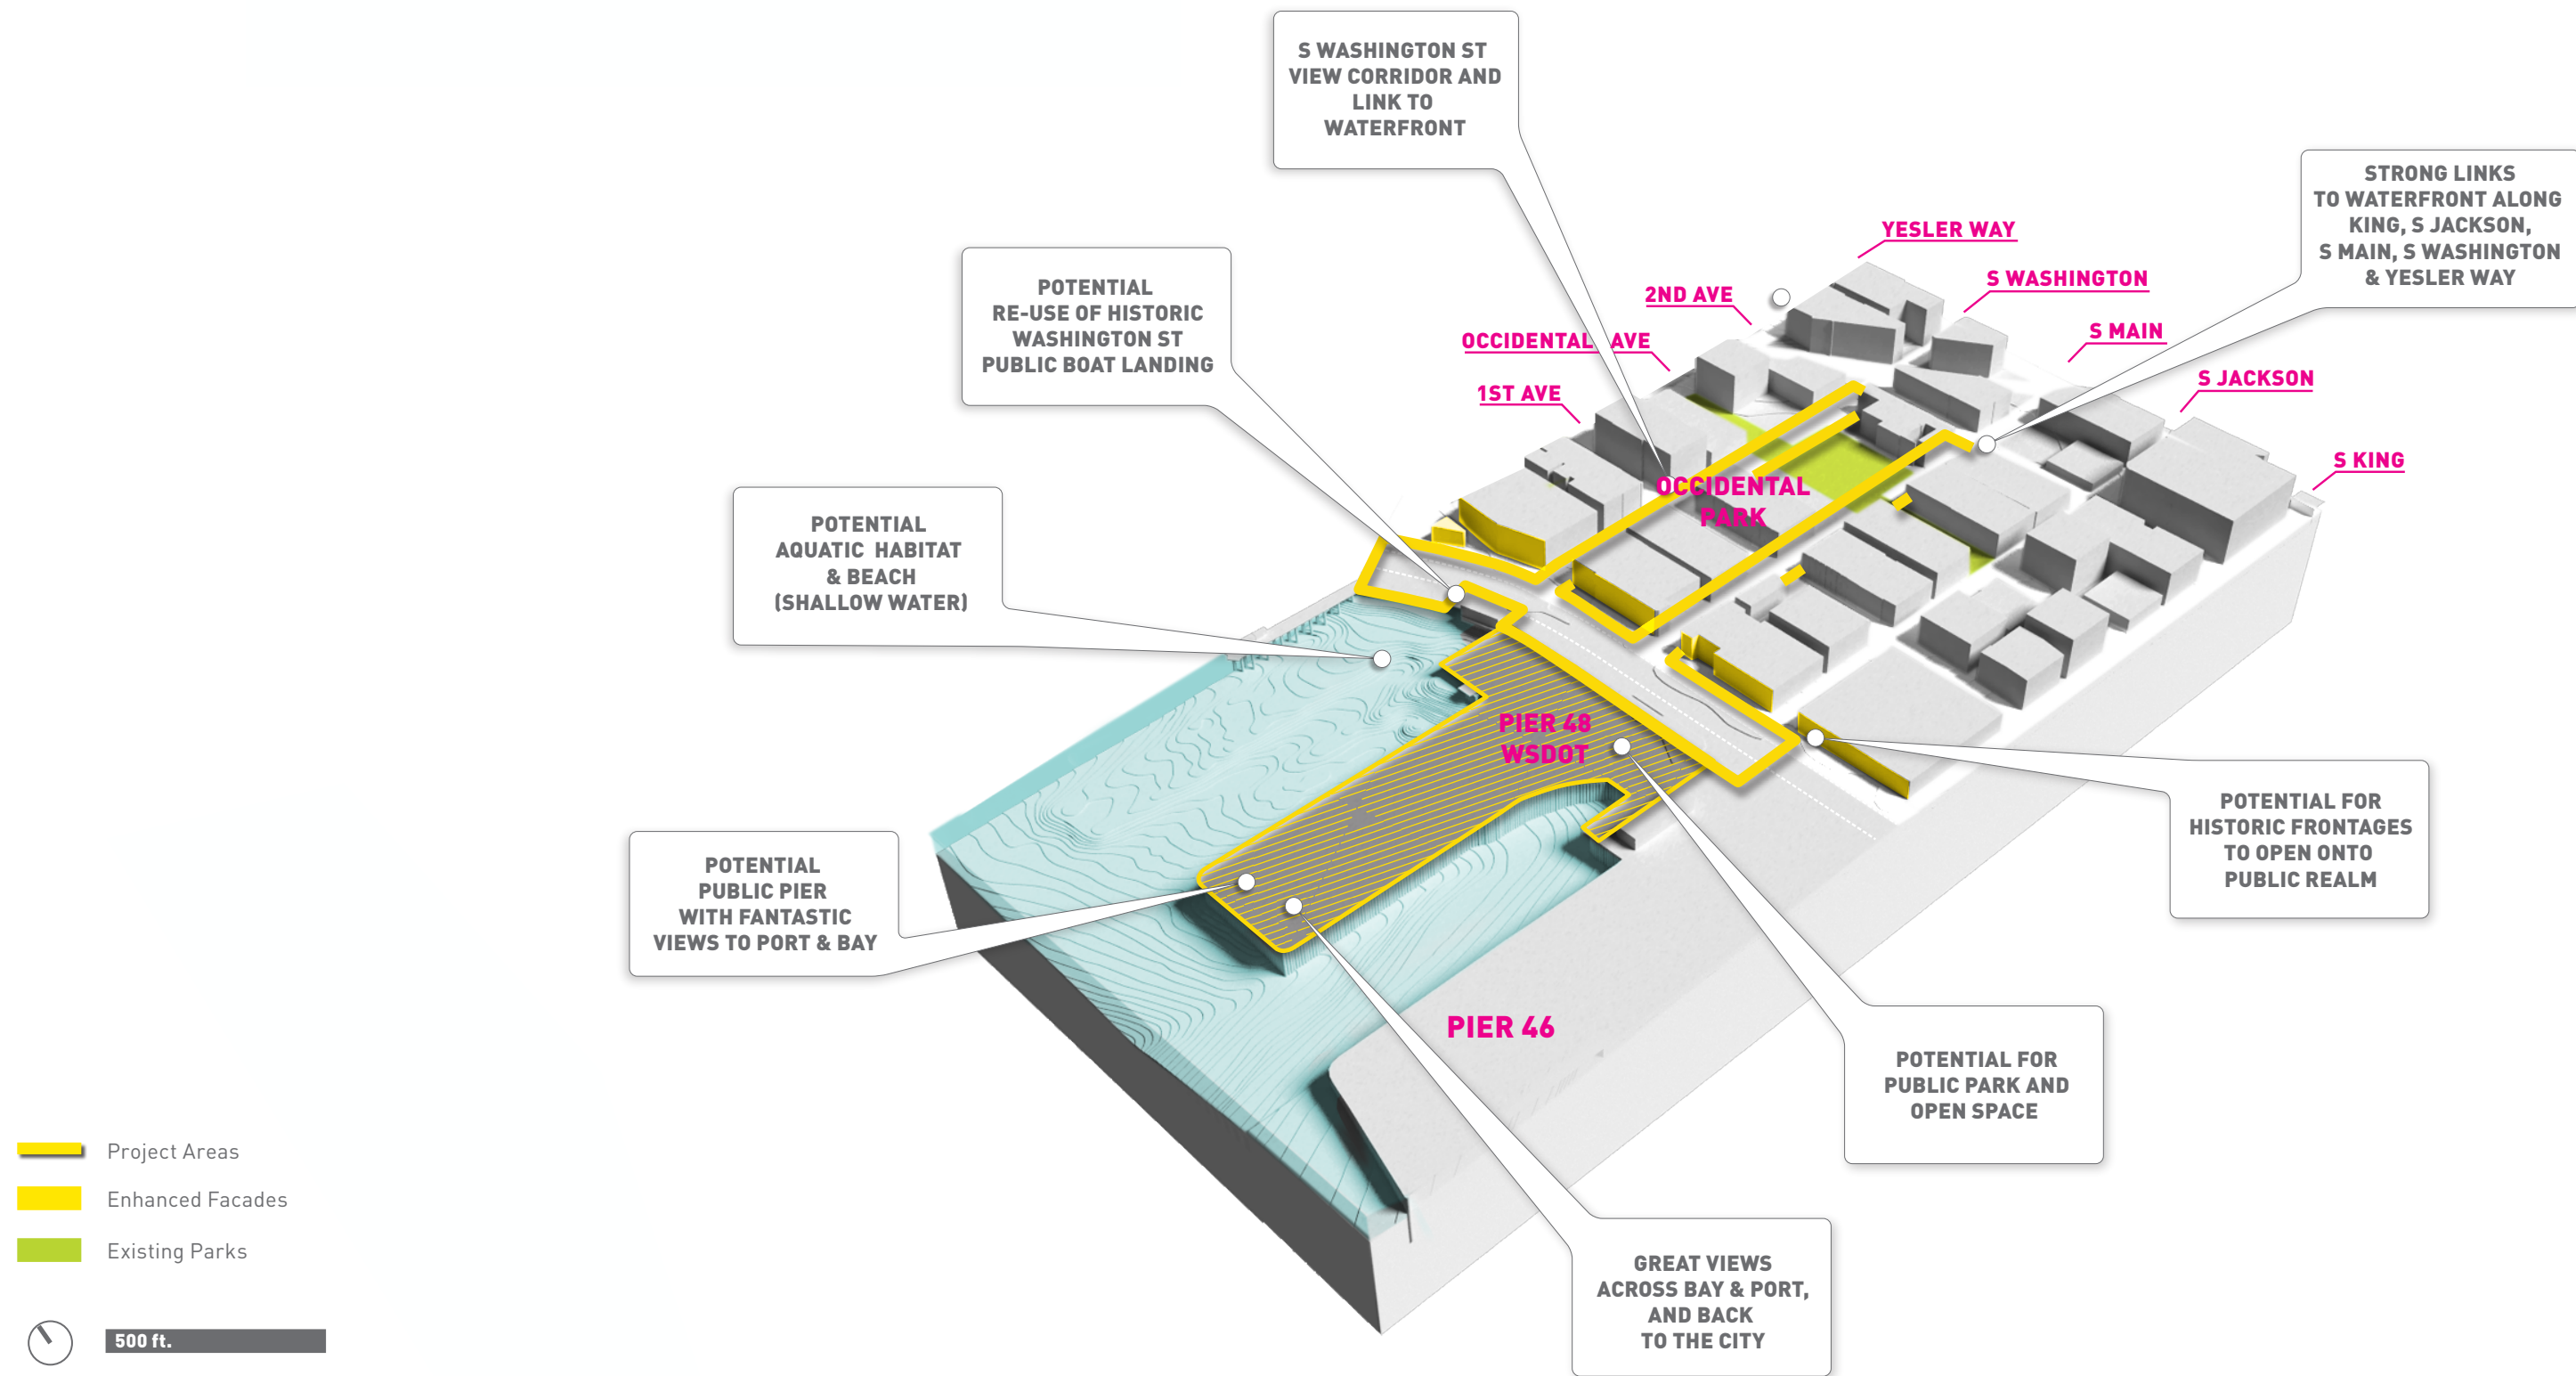 S WASHINGTON ST
VIEW CORRIDOR AND
LINK TO
WATERFRONT
STRONG LINKS
TO WATERFRONT ALONG
KING, S JACKSON,
S MAIN, S WASHINGTON
& YESLER WAY
POTENTIAL
RE-USE OF HISTORIC
WASHINGTON ST
PUBLIC BOAT LANDING
YESLER WAY
S WASHINGTON
2ND AVE
S MAIN
OCCIDENTAL AVE
S JACKSON
1ST AVE
S KING
OCCIDENTAL
PARK
POTENTIAL
AQUATIC HABITAT
& BEACH
(SHALLOW WATER)
PIER 48
WSDOT
POTENTIAL FOR
HISTORIC FRONTAGES
TO OPEN ONTO
PUBLIC REALM
POTENTIAL
PUBLIC PIER
WITH FANTASTIC
VIEWS TO PORT & BAY
PIER 46
POTENTIAL FOR
PUBLIC PARK AND
OPEN SPACE
GREAT VIEWS
ACROSS BAY & PORT,
AND BACK
TO THE CITY
Project Areas
Enhanced Facades
Existing Parks
500 ft.